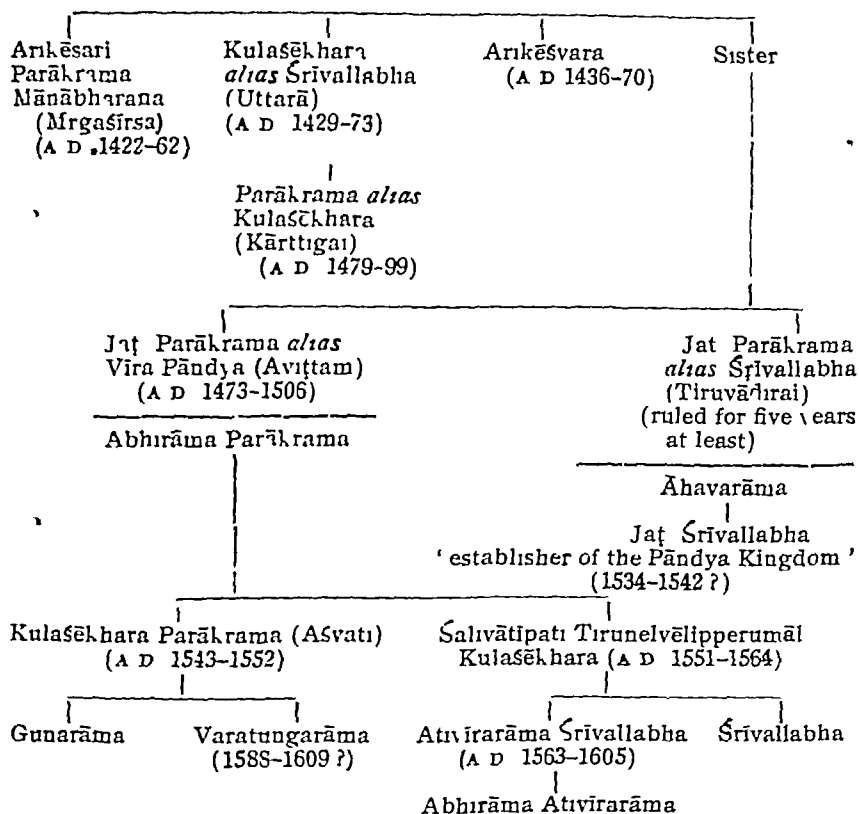 Arikēsari
Parākrama
Mānābharana
(Mrgaśīrsa)
(A D .1422-62)
Kulaśēkhara
alias Śrīvallabha
(Uttarā)
(A D 1429-73)
Arikēśvara
(A D 1436-70)
Sister
Parākrama alias
Kulaśēkhara
(Kārttigai)
(A D 1479-99)
Jaṭ Parākrama alias
Vīra Pāndya (Aviṭṭam)
(A D 1473-1506)
Jat Parākrama
alias Śrīvallabha
(Tiruvādirai)
(ruled for five years
at least)
Abhirāma Parākrama
Āhavarāma
Jaṭ Śrīvallabha
' establisher of the Pāndya Kingdom '
(1534-1542 ?)
Kulaśēkhara Parākrama (Aśvati)
(A D 1543-1552)
Śalivātipati Tirunelvēlipperumāl
Kulaśēkhara (A D 1551-1564)
Gunarāma
Varatungarāma
(1588-1609 ?)
Ativīrarāma Śrīvallabha
(A D 1563-1605)
Śrīvallabha
Abhirāma Ativīrarāma